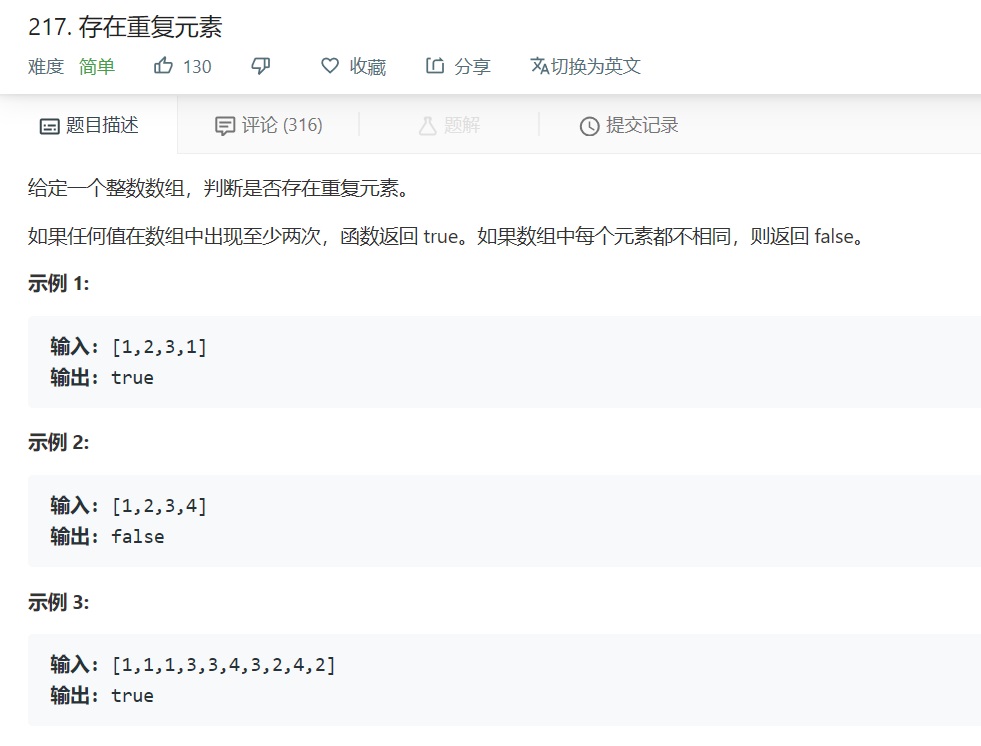 217. 存在重复元素
难度 简单 130 收藏 分享 切换为英文
题目描述 评论 (316) 题解 提交记录
给定一个整数数组，判断是否存在重复元素。
如果任何值在数组中出现至少两次，函数返回 true。如果数组中每个元素都不相同，则返回 false。
示例 1:
输入: [1,2,3,1]
输出: true
示例 2:
输入: [1,2,3,4]
输出: false
示例 3:
输入: [1,1,1,3,3,4,3,2,4,2]
输出: true